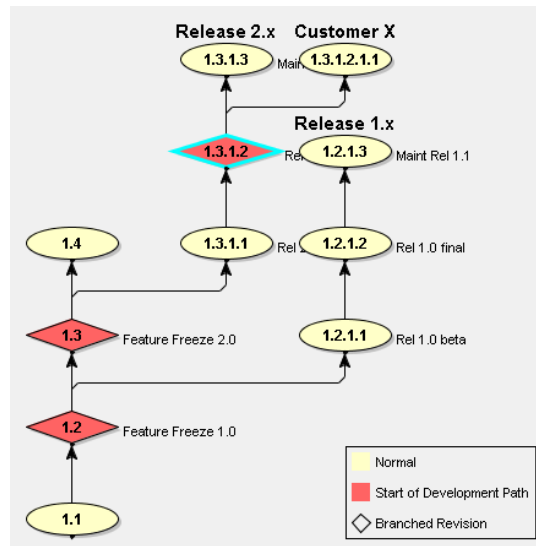 Release 2.x Customer X
1.3.1.3 Main 1.3.1.2.1.1
Release 1.x
1.3.1.2 Rel 1.2.1.3 Maint Rel 1.1
1.4 1.3.1.1 Rel 1.2.1.2 Rel 1.0 final
1.3 Feature Freeze 2.0 1.2.1.1 Rel 1.0 beta
1.2 Feature Freeze 1.0
Normal
Start of Development Path
1.1 Branched Revision